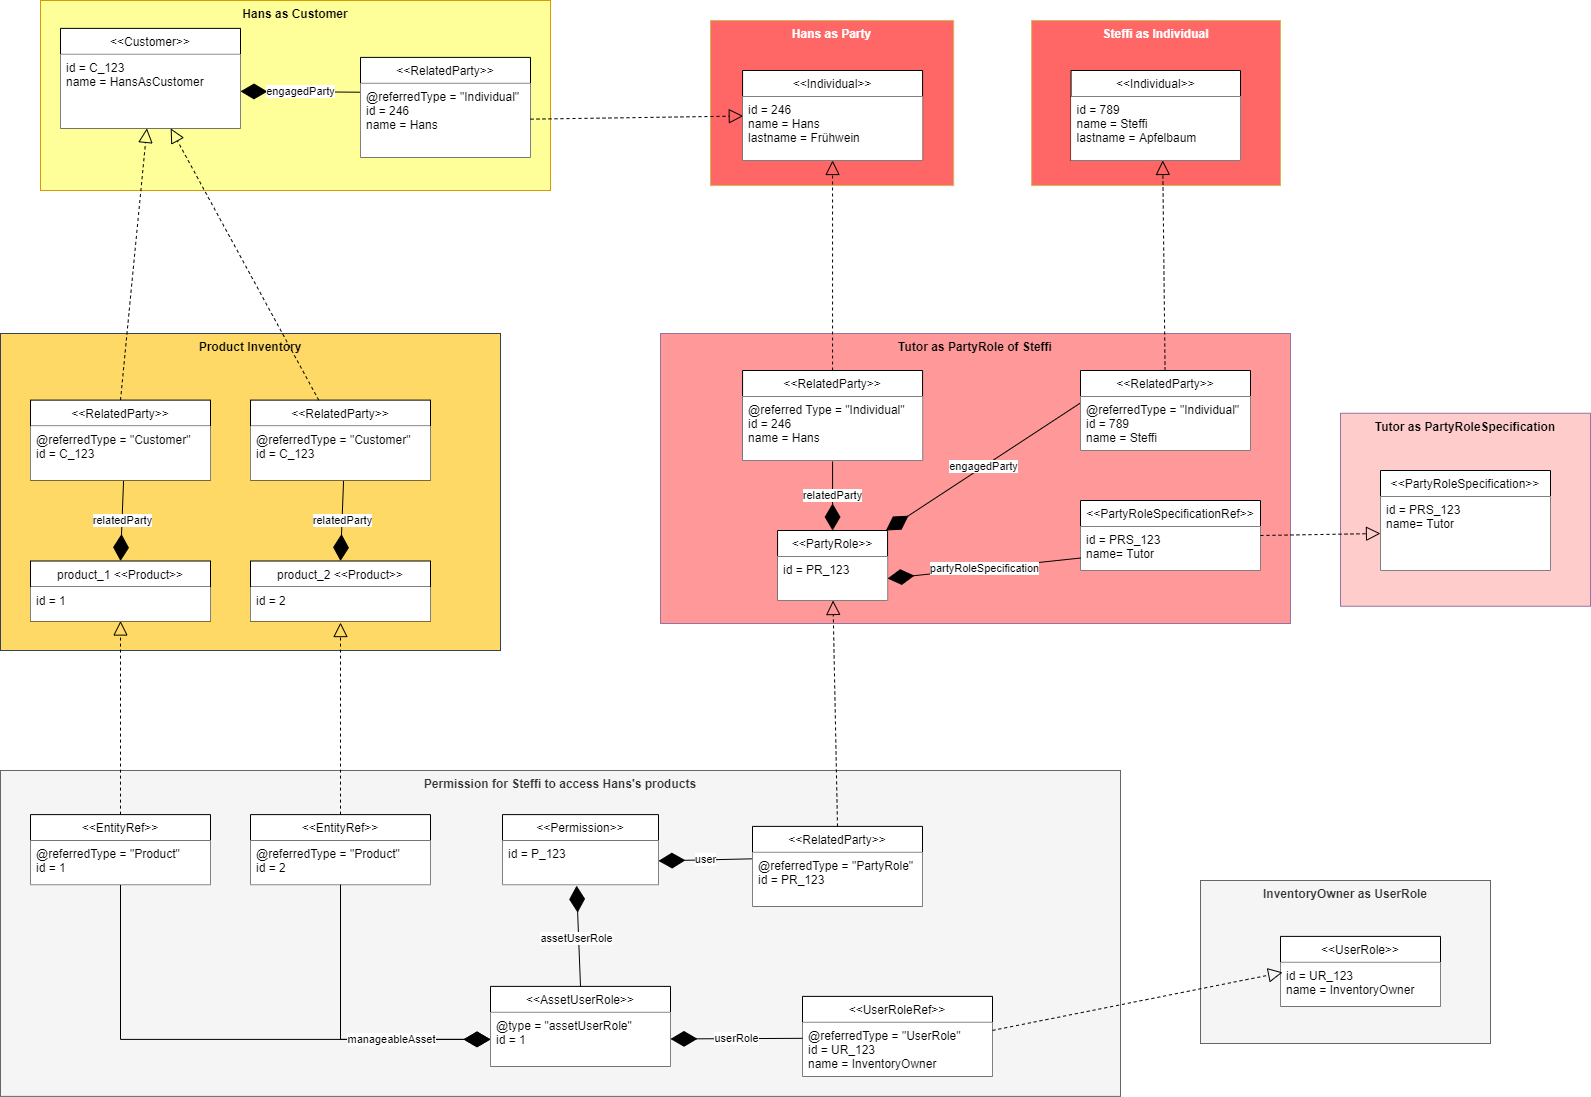 Hans as Customer
<<Customer>>
id = C_123
name = HansAsCustomer
engagedParty
<<RelatedParty>>
@referredType = "Individual"
id = 246
name = Hans
Hans as Party
<<Individual>>
id = 246
name = Hans
lastname = Frühwein
Steffi as Individual
<<Individual>>
id = 789
name = Steffi
lastname = Apfelbaum
Product Inventory
<<RelatedParty>>
@referredType = "Customer"
id = C_123
relatedParty
product_1 <<Product>>
id = 1
<<RelatedParty>>
@referredType = "Customer"
id = C_123
relatedParty
product_2 <<Product>>
id = 2
Tutor as PartyRole of Steffi
<<RelatedParty>>
@referred Type = "Individual"
id = 246
name = Hans
relatedParty
<<RelatedParty>>
@referredType = "Individual"
id = 789
name = Steffi
engagedParty
<<PartyRole>>
id = PR_123
partyRoleSpecification
<<PartyRoleSpecificationRef>>
id = PRS_123
name= Tutor
Tutor as PartyRoleSpecification
<<PartyRoleSpecification>>
id = PRS_123
name= Tutor
Permission for Steffi to access Hans's products
<<EntityRef>>
@referredType = "Product"
id = 1
<<EntityRef>>
@referredType = "Product"
id = 2
<<Permission>>
id = P_123
user
<<RelatedParty>>
@referredType = "PartyRole"
id = PR_123
assetUserRole
<<AssetUserRole>>
@type = "assetUserRole"
id = 1
manageableAsset
userRole
<<UserRoleRef>>
@referredType = "UserRole"
id = UR_123
name = InventoryOwner
InventoryOwner as UserRole
<<UserRole>>
id = UR_123
name = InventoryOwner